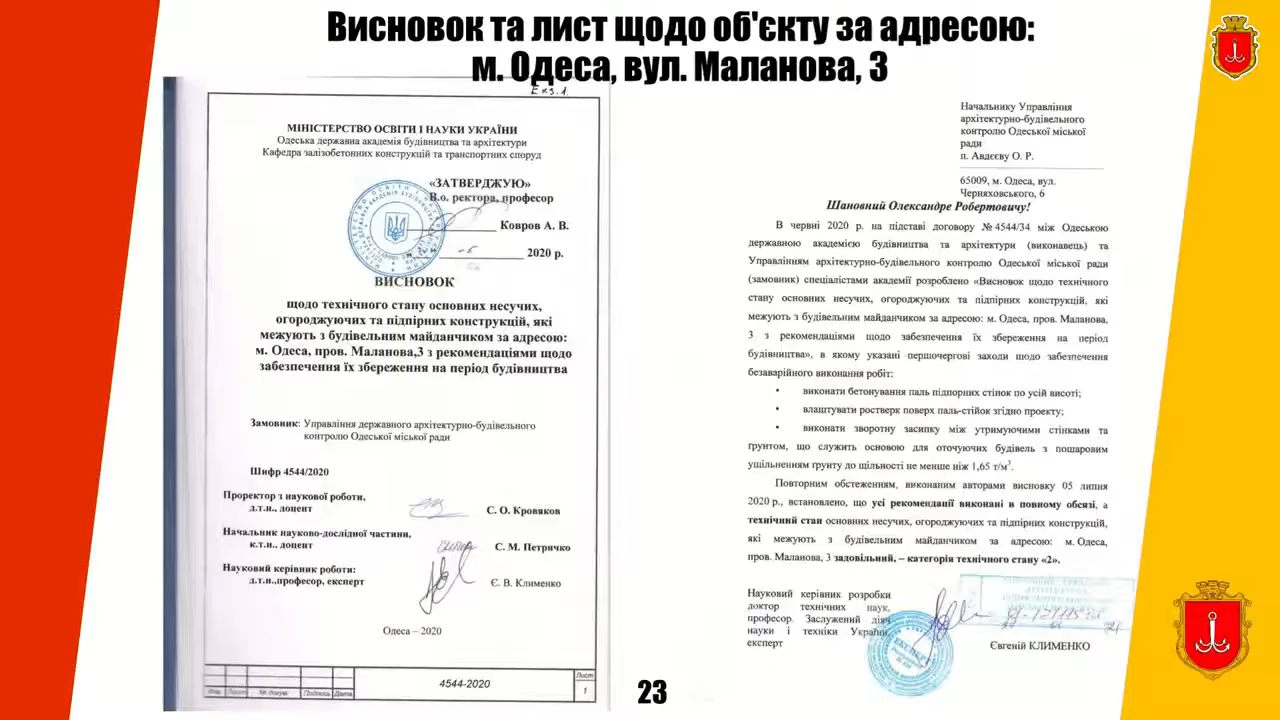 Висновок та лист щодо об'єкту за адресою:
м. Одеса, вул. Маланова, 3
Екз.1.
МІНІСТЕРСТВО ОСВІТИ І НАУКИ УКРАЇНИ
Одеська державна академія будівництва та архітектури
Кафедра залізобетонних конструкцій та транспортних споруд
«ЗАТВЕРДЖУЮ»
В.о. ректора, професор
Ковров А. В.
2020 р.
ВИСНОВОК
щодо технічного стану основних несучих,
огороджуючих та підпірних конструкцій, які
межують з будівельним майданчиком за адресою:
м. Одеса, пров. Маланова,3 з рекомендаціями щодо
забезпечення їх збереження на період будівництва
Замовник: Управління державного архітектурно-будівельного
контролю Одеської міської ради
Шифр 4544/2020
Проректор з наукової роботи,
д.т.н., доцент
С. О. Кровяков
Начальник науково-дослідної частини,
к.т.н., доцент
С. М. Петричко
Науковий керівник роботи:
д.т.н.,професор, експерт
Є. В. Клименко
Одеса – 2020
Изм. Лист № докум. Подпись Дата
4544-2020
Лист
1
Начальнику Управління
архітектурно-будівельного
контролю Одеської міської
ради
п. Авдєєву О. Р.
65009, м. Одеса, вул.
Черняховського, 6
Шановний Олександре Робертовичу!
В червні 2020 р. на підставі договору № 4544/34 між Одеською
державною академією будівництва та архітектури (виконавець) та
Управлінням архітектурно-будівельного контролю Одеської міської ради
(замовник) спеціалістами академії розроблено «Висновок щодо технічного
стану основних несучих, огороджуючих та підпірних конструкцій, які
межують з будівельним майданчиком за адресою: м. Одеса, пров. Маланова,
3 з рекомендаціями щодо забезпечення їх збереження на період
будівництва», в якому указані першочергові заходи щодо забезпечення
безаварійного виконання робіт:
• виконати бетонування паль підпорних стінок по усій висоті;
• влаштувати ростверк поверх паль-стійок згідно проекту;
• виконати зворотну засипку між утримуючими стінками та
ґрунтом, що служить основою для оточуючих будівель з пошаровим
ущільненням ґрунту до щільності не менше ніж 1,65 т/м³.
Повторним обстеженням, виконаним авторами висновку 05 липня
2020 р., встановлено, що усі рекомендації виконані в повному обсязі, а
технічний стан основних несучих, огороджуючих та підпірних конструкцій,
які межують з будівельним майданчиком за адресою: м. Одеса,
пров. Маланова, 3 задовільний, – категорія технічного стану «2».
Науковий керівник розробки
доктор технічних наук,
професор. Заслужений діяч
науки і техніки України,
експерт
Євгеній КЛИМЕНКО
23